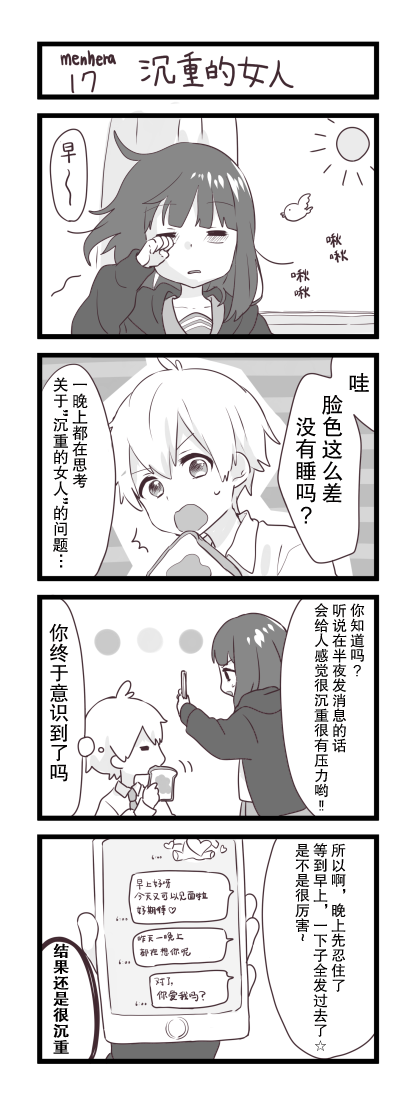 menhera
17
沉重的女人
早～
啾
啾
啾
啾
哇
脸色这么差
没有睡吗？
一晚上都在思考
关于"沉重的女人"的问题…
你知道吗？
听说在半夜发消息的话
会给人感觉很沉重很有压力哟!!
你终于意识到了吗
所以啊，晚上先忍住了
等到早上，一下子全发过去了☆
是不是很厉害~
6:00
早上好呀
今天又可以见面啦
好期待♡
6:00
昨天一晚上
都在想你呢
6:00
对了，
你爱我吗？
结果还是很沉重